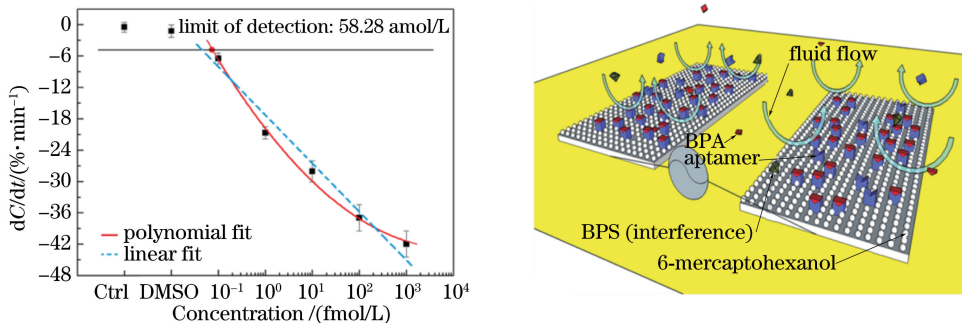 limit of detection: 58.28 amol/L
dC/dt/(%·min⁻¹)
0
−6
−12
−18
−24
−30
−36
−42
−48
polynomial fit
linear fit
Ctrl DMSO 10⁻¹ 10⁰ 10¹ 10² 10³ 10⁴
Concentration /(fmol/L)
fluid flow
BPA
aptamer
BPS (interference)
6-mercaptohexanol